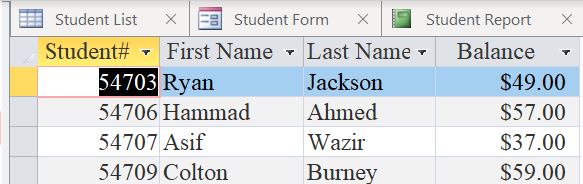 Student List Student Form Student Report
Student# First Name Last Name Balance
54703 Ryan Jackson $49.00
54706 Hammad Ahmed $57.00
54707 Asif Wazir $37.00
54709 Colton Burney $59.00